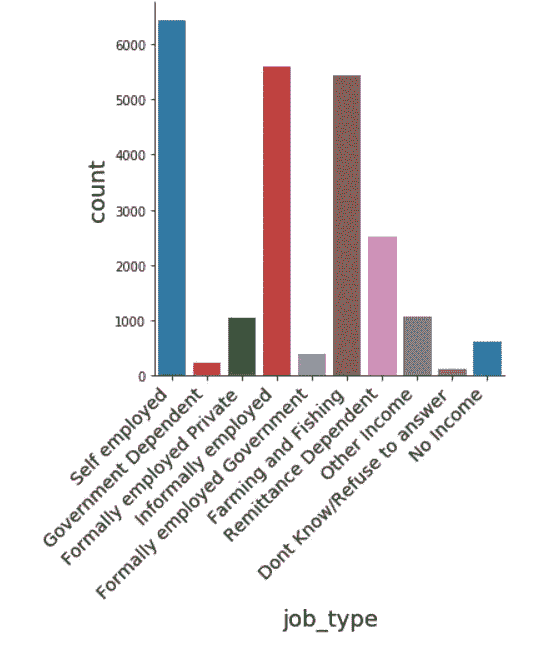 6000
5000
4000
3000
2000
1000
0
count
Self employed
Government Dependent
Formally employed Private
Informally employed
Formally employed Government
Farming and Fishing
Remittance Dependent
Other Income
Dont Know/Refuse to answer
No Income
job_type